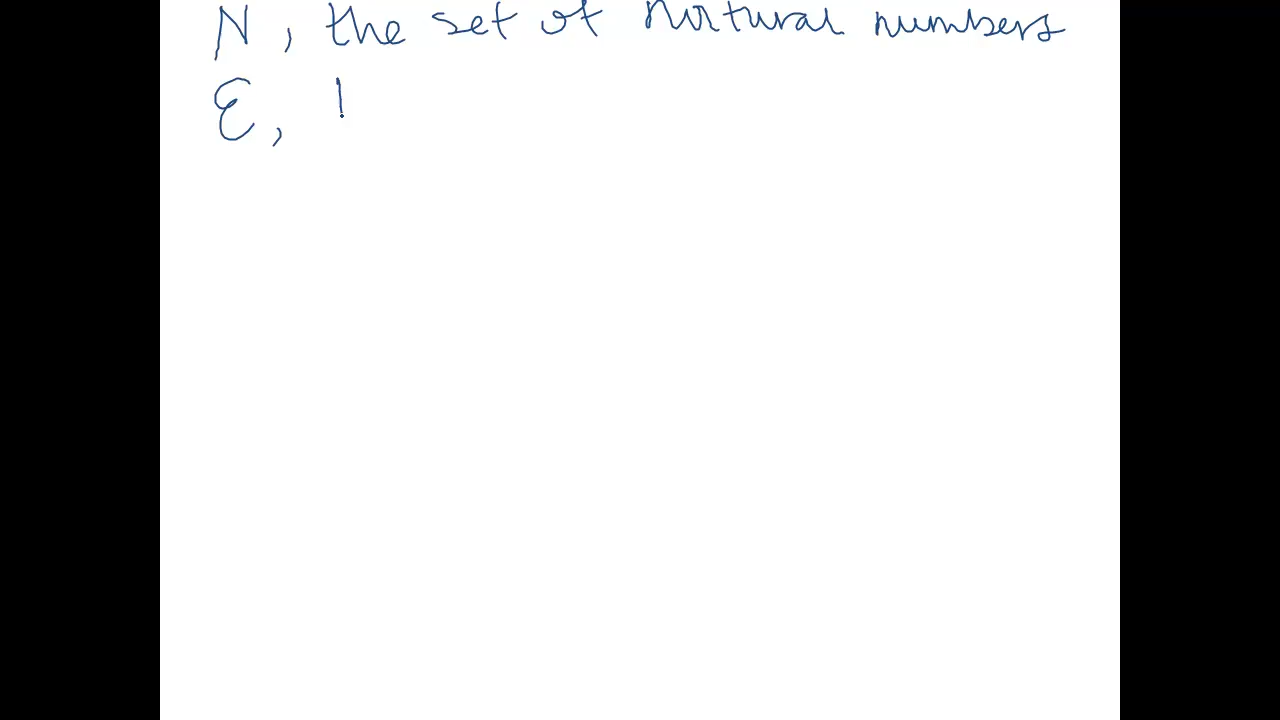 N, the set of natural numbers
E,